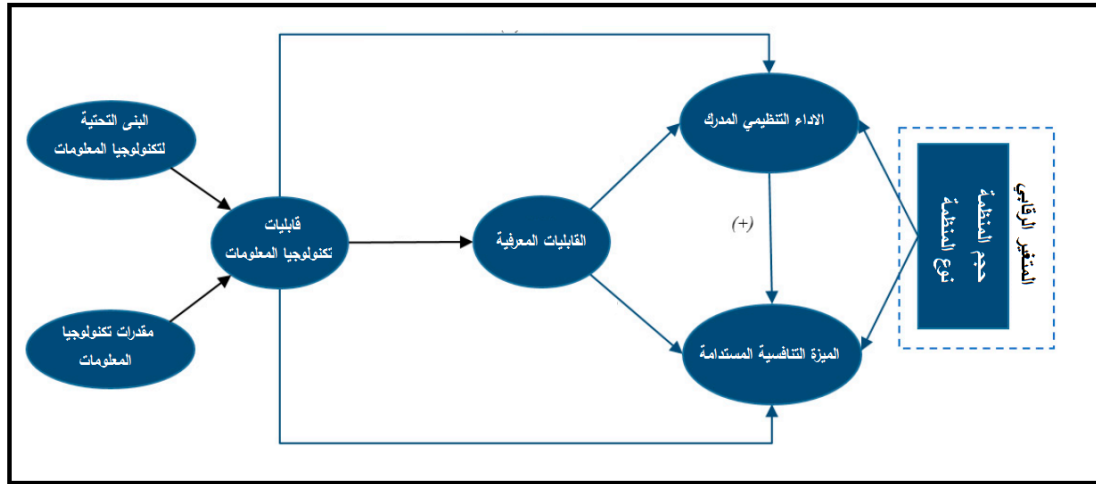 البنى التحتية
لتكنولوجيا المعلومات
مقدرات تكنولوجيا
المعلومات
قابليات
تكنولوجيا المعلومات
القابليات المعرفية
الاداء التنظيمي المدرك
(+)
الميزة التنافسية المستدامة
المتغير الرقابي
حجم المنظمة
نوع المنظمة